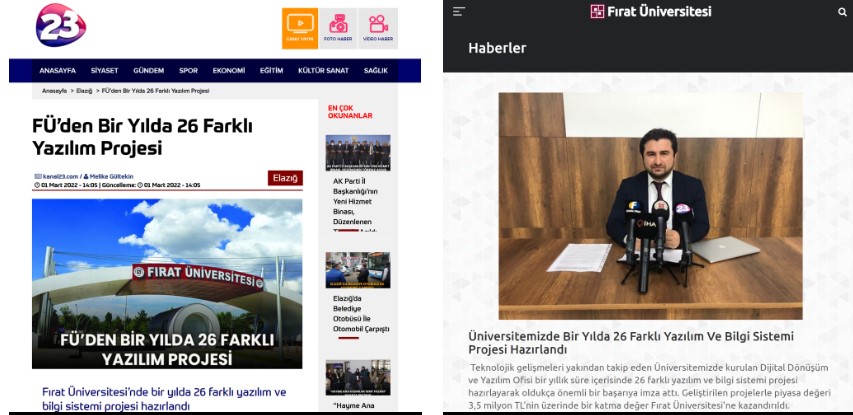 23
CANLI YAYIN
FOTO HABER
VİDEO HABER
ANASAYFA
SİYASET
GÜNDEM
SPOR
EKONOMİ
EĞİTİM
KÜLTÜR SANAT
SAĞLIK
Anasayfa > Elazığ > FÜ'den Bir Yılda 26 Farklı Yazılım Projesi
FÜ'den Bir Yılda 26 Farklı
Yazılım Projesi
kanal23.com / Melike Gültekin
01 Mart 2022 - 14:05 | Güncelleme: 01 Mart 2022 - 14:05
Elazığ
FIRAT ÜNİVERSİTESİ
FÜ'DEN BİR YILDA 26 FARKLI
YAZILIM PROJESİ
Fırat Üniversitesi'nde bir yılda 26 farklı yazılım ve
bilgi sistemi projesi hazırlandı
EN ÇOK
OKUNANLAR
AK Parti İl
Başkanlığı'nın
Yeni Hizmet
Binası,
Düzenlenen
Elazığ'da
Belediye
Otobüsü İle
Otomobil Çarpıştı
"Hayme Ana
Fırat Üniversitesi
Haberler
İHA
23
Üniversitemizde Bir Yılda 26 Farklı Yazılım Ve Bilgi Sistemi
Projesi Hazırlandı
Teknolojik gelişmeleri yakından takip eden Üniversitemizde kurulan Dijital Dönüşüm
ve Yazılım Ofisi bir yıllık süre içerisinde 26 farklı yazılım ve bilgi sistemi projesi
hazırlayarak oldukça önemli bir başarıya imza attı. Geliştirilen projelerle piyasa değeri
3,5 milyon TL'nin üzerinde bir katma değer Fırat Üniversitesi'ne kazandırıldı.